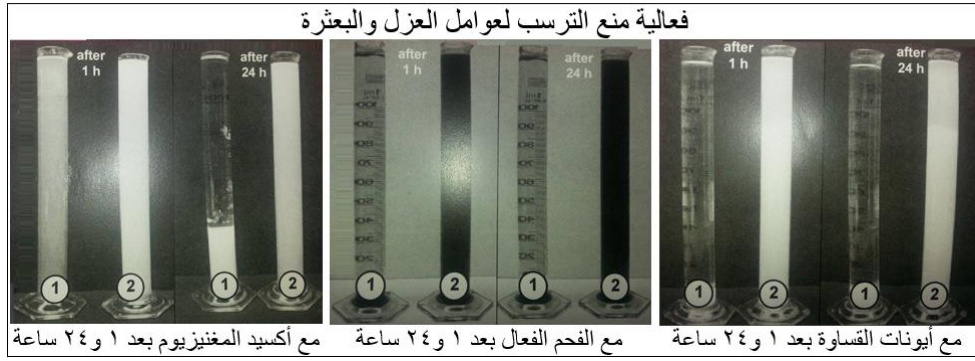 فعالية منع الترسب لعوامل العزل والبعثرة
after 1 h
after 24 h
1
2
1
2
after 1 h
after 24 h
1
2
1
2
after 1 h
after 24 h
1
2
1
2
مع أكسيد المغنيزيوم بعد ١ و٢٤ ساعة
مع الفحم الفعال بعد ١ و٢٤ ساعة
مع أيونات القساوة بعد ١ و٢٤ ساعة